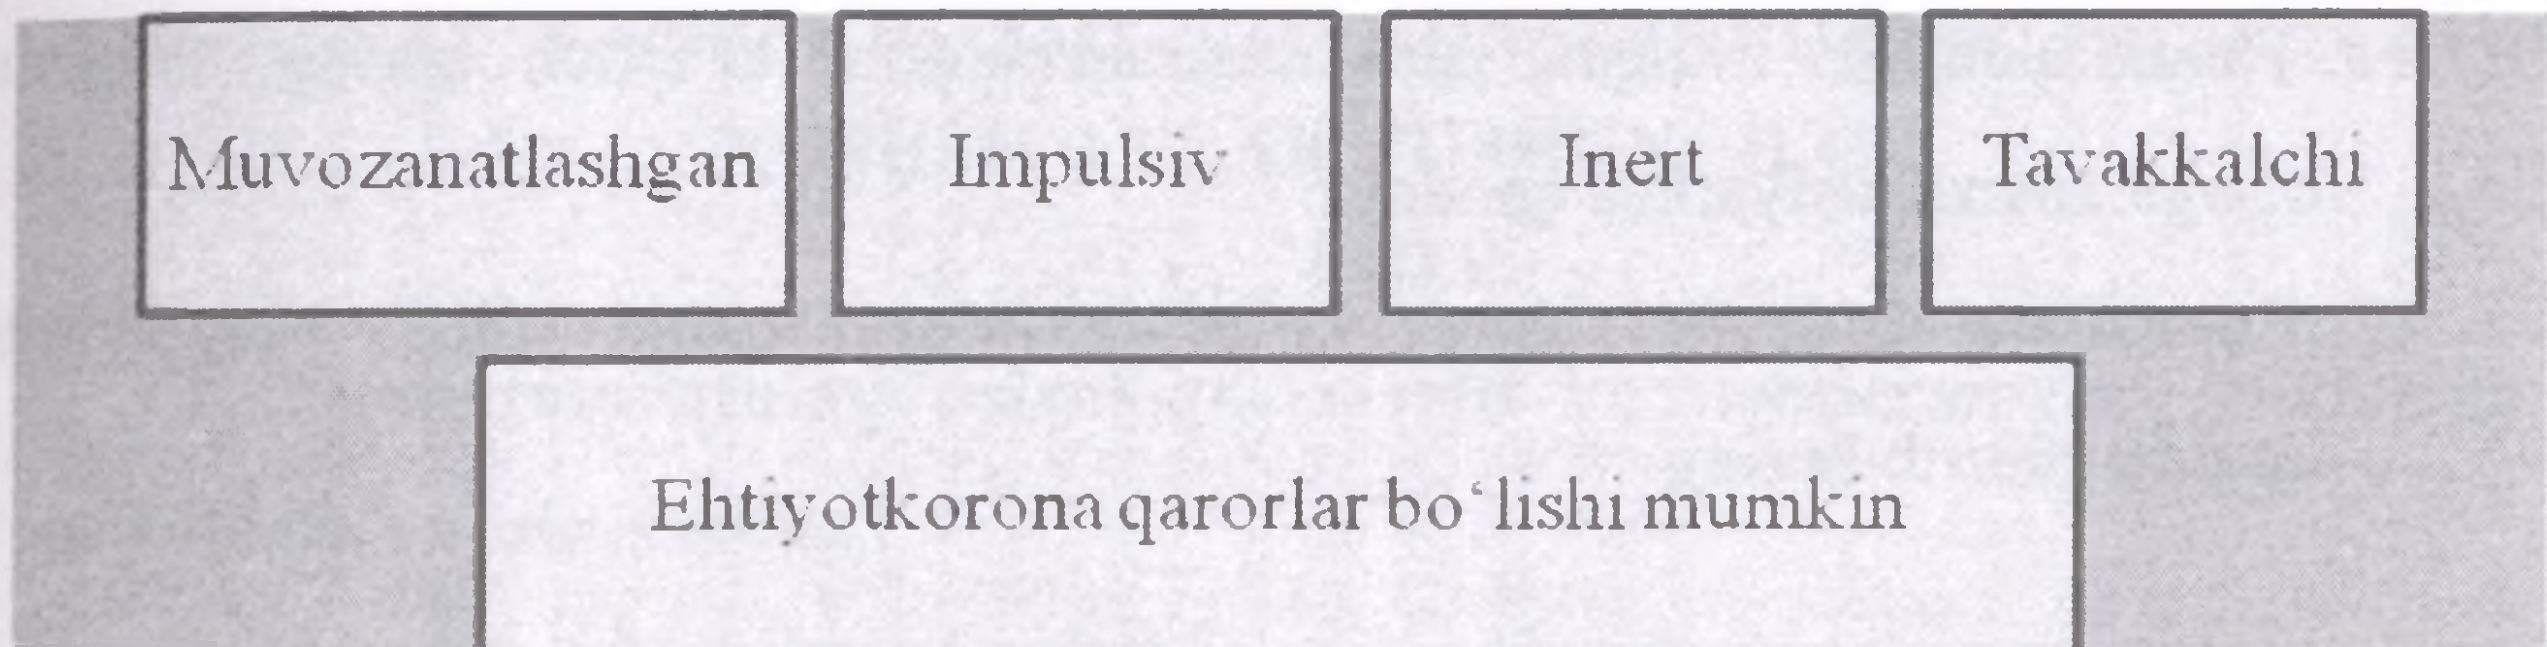 Muvozanatlashgan
Impulsiv
Inert
Tavakkalchi
Ehtiyotkorona qarorlar bo‘lishi mumkin